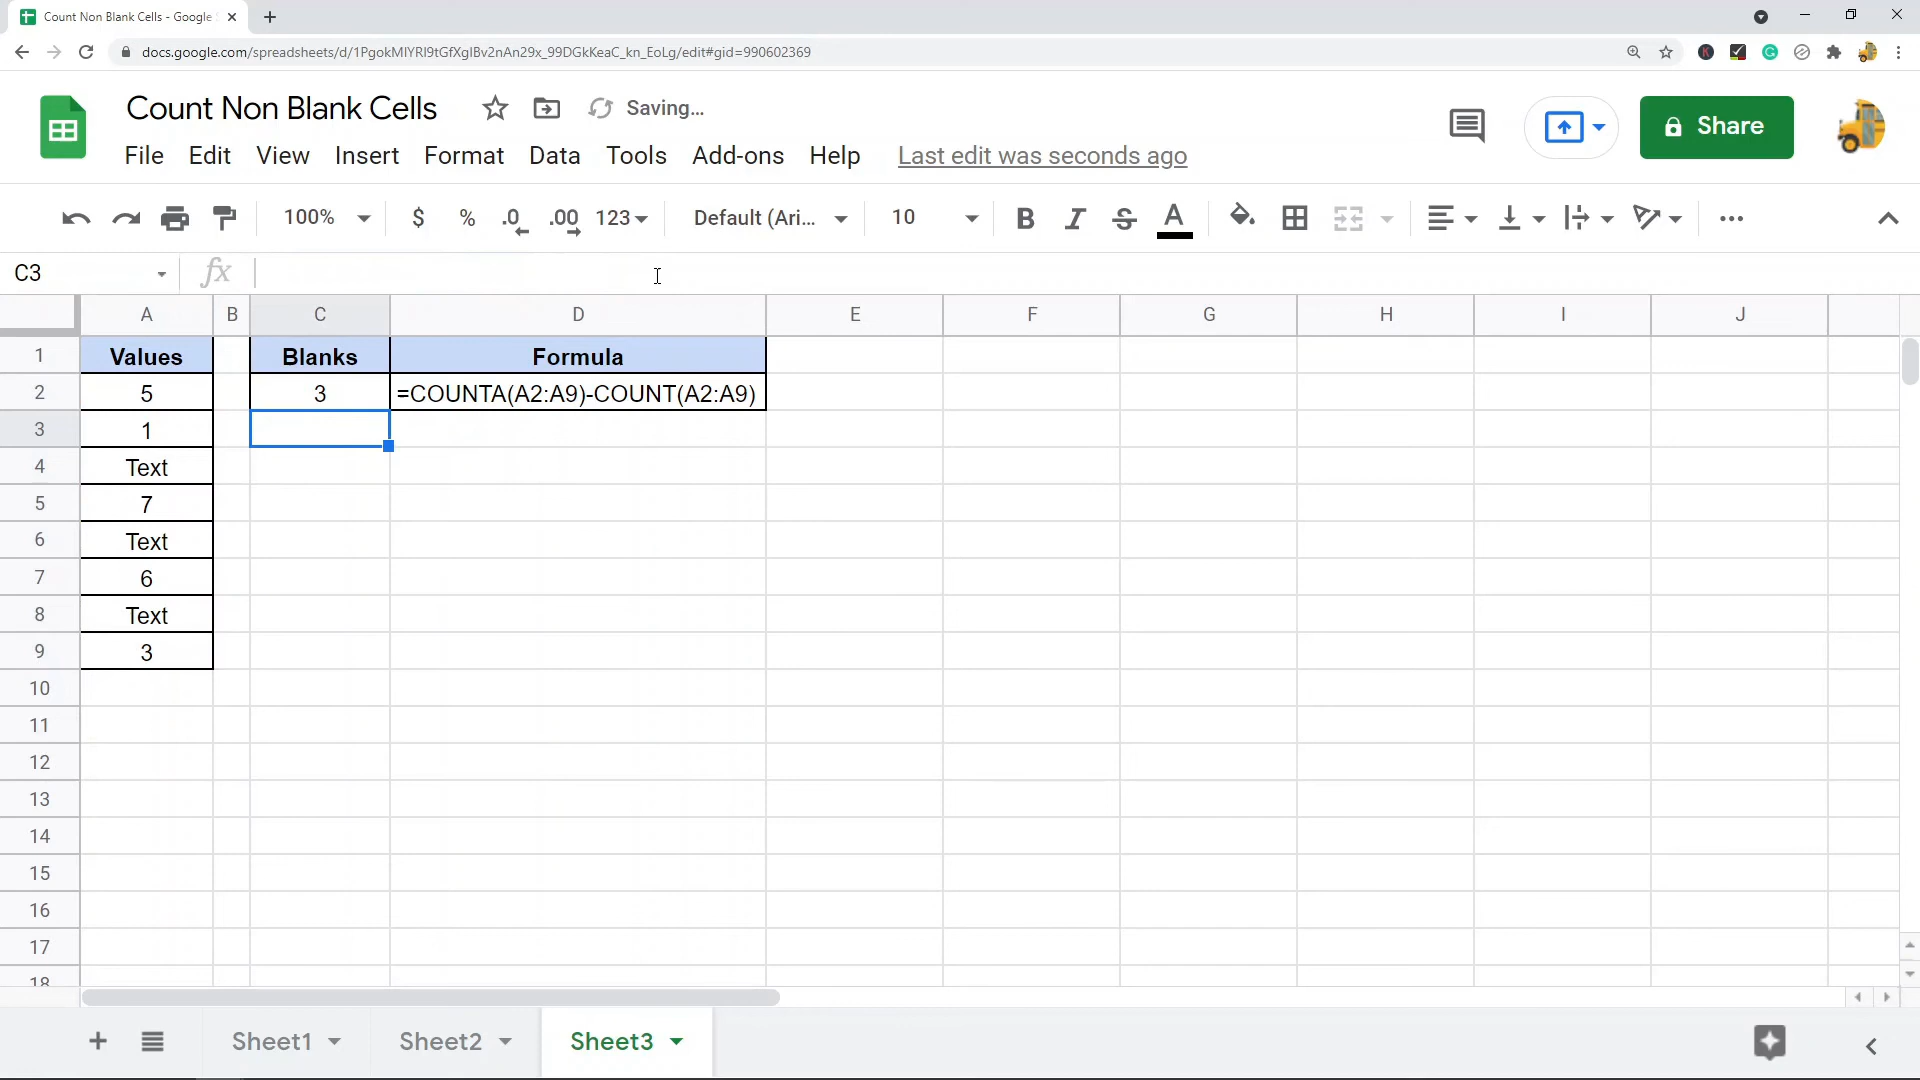 Count Non Blank Cells - Google
docs.google.com/spreadsheets/d/1PgokMlYRl9tGfXgIBv2nAn29x_99DGkKeaC_kn_EoLg/edit#gid=990602369
Count Non Blank Cells Saving...
Share
File Edit View Insert Format Data Tools Add-ons Help Last edit was seconds ago
100% $ % .0 .00 123 Default (Ari... 10 B I S A
C3 fx
A B C D E F G H I J
1 Values Blanks Formula
2 5 3 =COUNTA(A2:A9)-COUNT(A2:A9)
3 1
4 Text
5 7
6 Text
7 6
8 Text
9 3
10
11
12
13
14
15
16
17
18
Sheet1 Sheet2 Sheet3